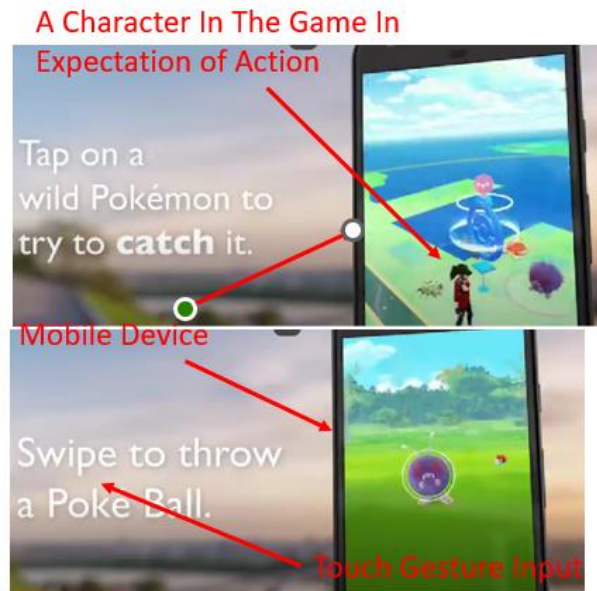 A Character In The Game In
Expectation of Action
Tap on a
wild Pokémon to
try to catch it.
Mobile Device
Swipe to throw
a Poke Ball.
Touch Gesture Input